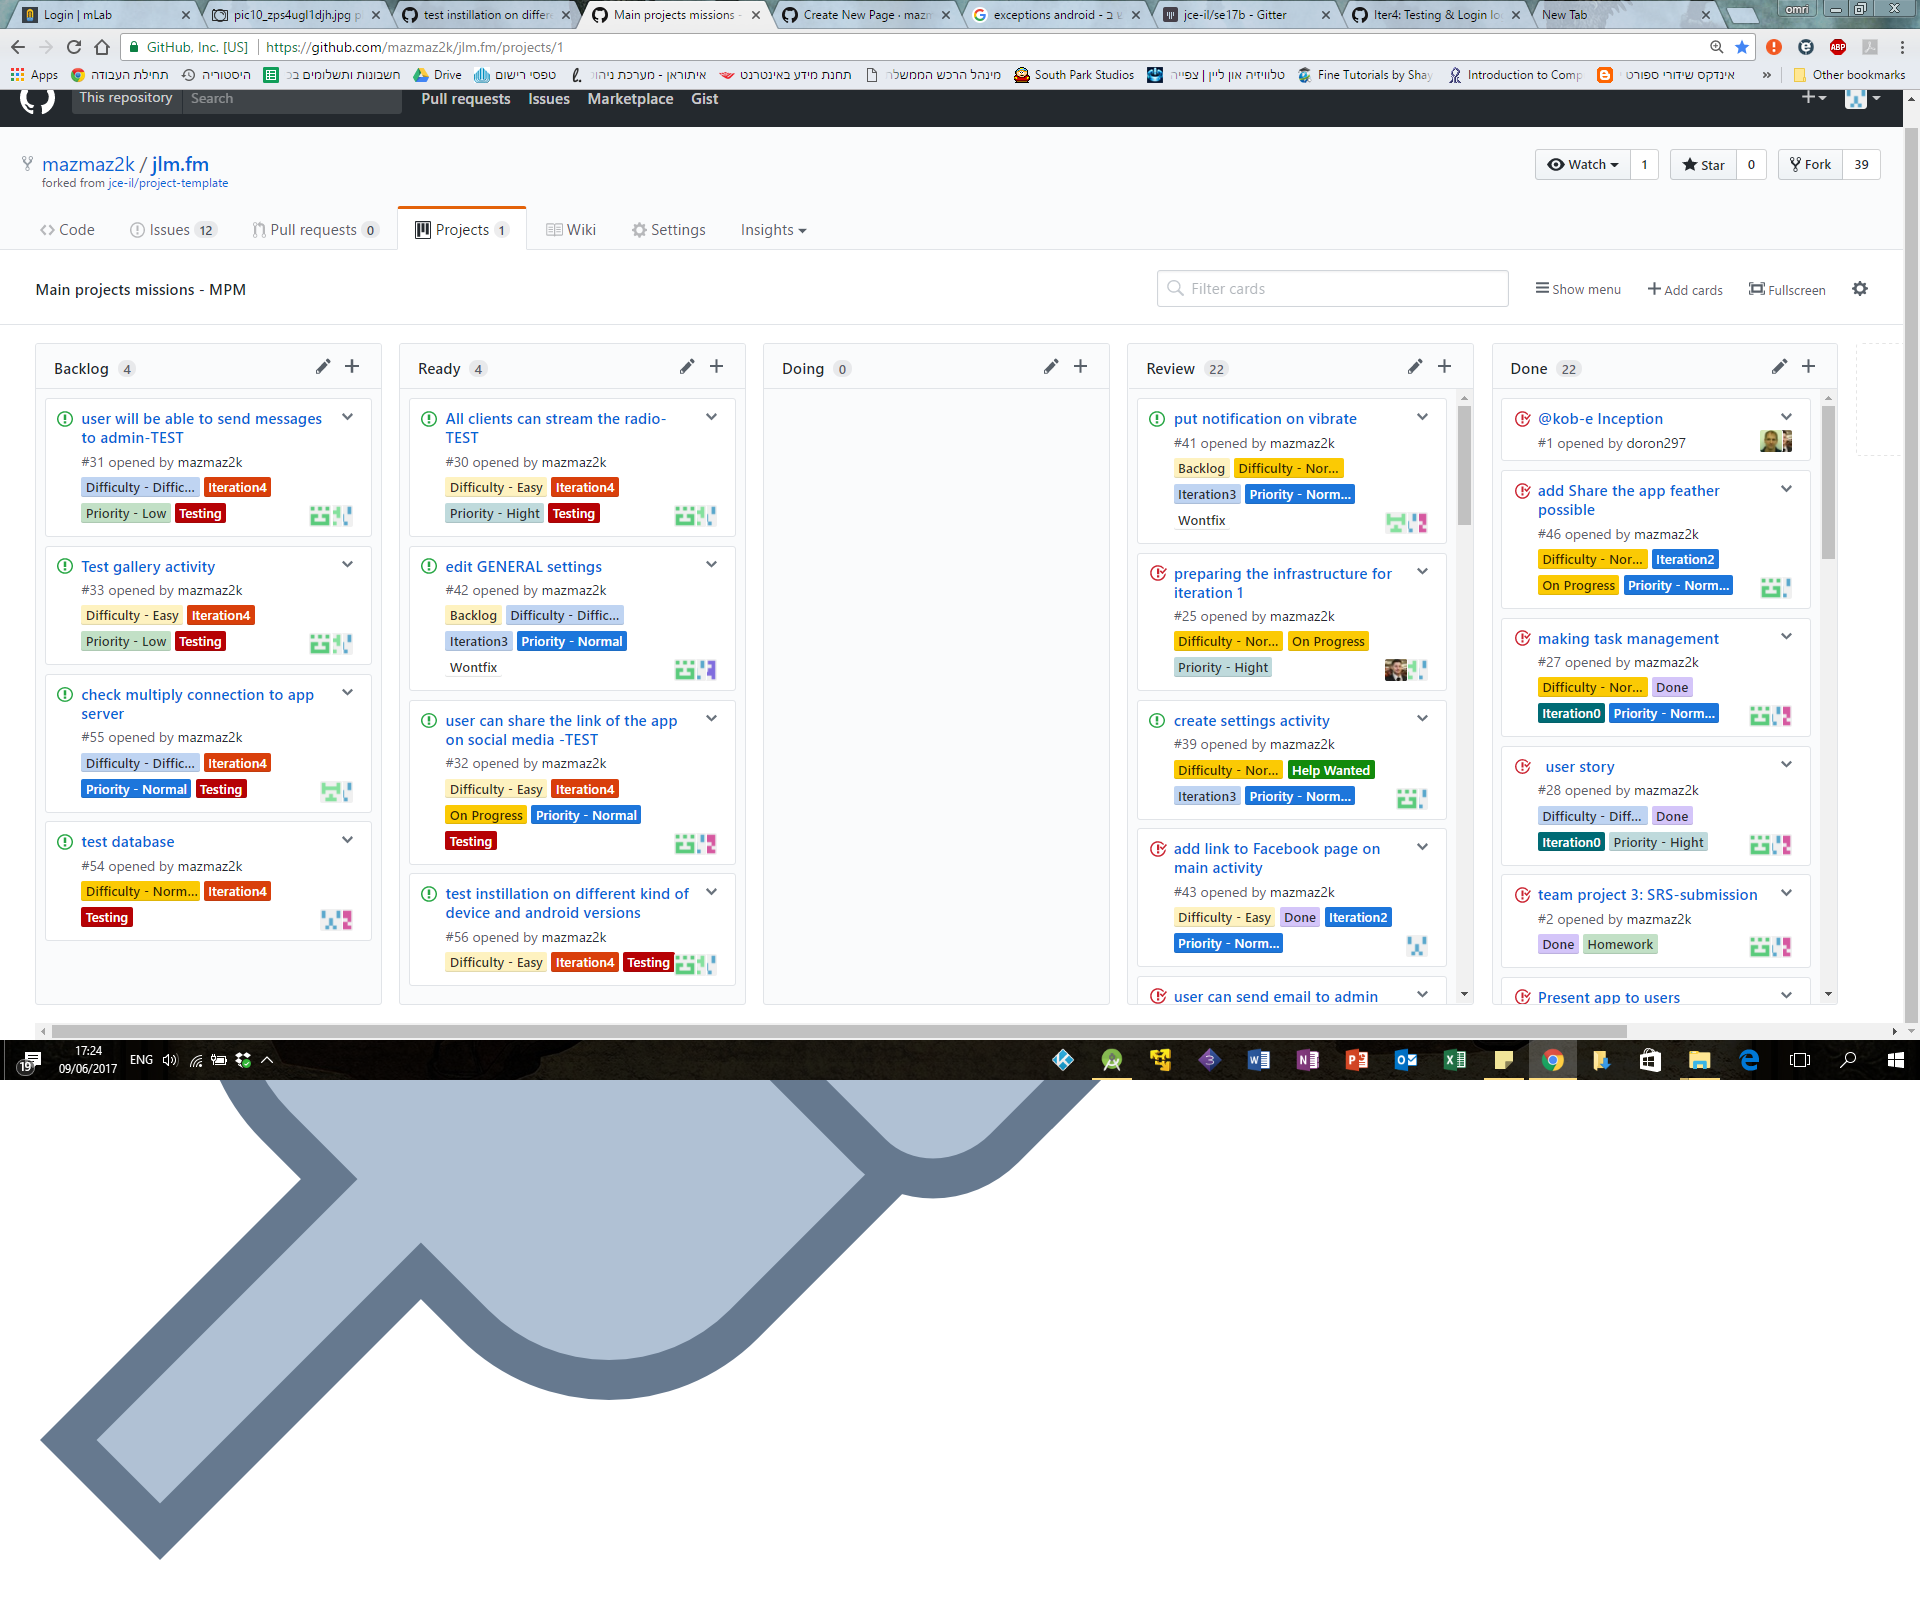 Login | mLab
pic10_zps4ugl1djh.jpg p
test instillation on differe
Main projects missions -
Create New Page · mazm
exceptions android - ש ב
jce-il/se17b - Gitter
Iter4: Testing & Login lo
New Tab
omri
GitHub, Inc. [US]
https://github.com/mazmaz2k/jlm.fm/projects/1
Apps
תחילת העבודה
היסטוריה
חשבונות ותשלומים בכ
Drive
טפסי רישום
איתוראן - מערכת ניהוכ
תחנת מידע באינטרנט
מינהל הרכש הממשלת
South Park Studios
טלוויזיה און ליין | צפייה
Fine Tutorials by Shay
Introduction to Comp
אינדקס שידורי ספורט
»
Other bookmarks
This repository
Search
Pull requests
Issues
Marketplace
Gist
mazmaz2k / jlm.fm
forked from jce-il/project-template
Watch 1
Star 0
Fork 39
Code
Issues 12
Pull requests 0
Projects 1
Wiki
Settings
Insights
Main projects missions - MPM
Filter cards
Show menu
Add cards
Fullscreen
Backlog 4
user will be able to send messages
to admin-TEST
#31 opened by mazmaz2k
Difficulty - Diffic... Iteration4
Priority - Low Testing
Test gallery activity
#33 opened by mazmaz2k
Difficulty - Easy Iteration4
Priority - Low Testing
check multiply connection to app
server
#55 opened by mazmaz2k
Difficulty - Diffic... Iteration4
Priority - Normal Testing
test database
#54 opened by mazmaz2k
Difficulty - Norm... Iteration4
Testing
Ready 4
All clients can stream the radio-
TEST
#30 opened by mazmaz2k
Difficulty - Easy Iteration4
Priority - Hight Testing
edit GENERAL settings
#42 opened by mazmaz2k
Backlog Difficulty - Diffic...
Iteration3 Priority - Normal
Wontfix
user can share the link of the app
on social media -TEST
#32 opened by mazmaz2k
Difficulty - Easy Iteration4
On Progress Priority - Normal
Testing
test instillation on different kind of
device and android versions
#56 opened by mazmaz2k
Difficulty - Easy Iteration4 Testing
Doing 0
Review 22
put notification on vibrate
#41 opened by mazmaz2k
Backlog Difficulty - Nor...
Iteration3 Priority - Norm...
Wontfix
preparing the infrastructure for
iteration 1
#25 opened by mazmaz2k
Difficulty - Nor... On Progress
Priority - Hight
create settings activity
#39 opened by mazmaz2k
Difficulty - Nor... Help Wanted
Iteration3 Priority - Norm...
add link to Facebook page on
main activity
#43 opened by mazmaz2k
Difficulty - Easy Done Iteration2
Priority - Norm...
user can send email to admin
Done 22
@kob-e Inception
#1 opened by doron297
add Share the app feather
possible
#46 opened by mazmaz2k
Difficulty - Nor... Iteration2
On Progress Priority - Norm...
making task management
#27 opened by mazmaz2k
Difficulty - Nor... Done
Iteration0 Priority - Norm...
user story
#28 opened by mazmaz2k
Difficulty - Diff... Done
Iteration0 Priority - Hight
team project 3: SRS-submission
#2 opened by mazmaz2k
Done Homework
Present app to users
19
17:24
09/06/2017
ENG